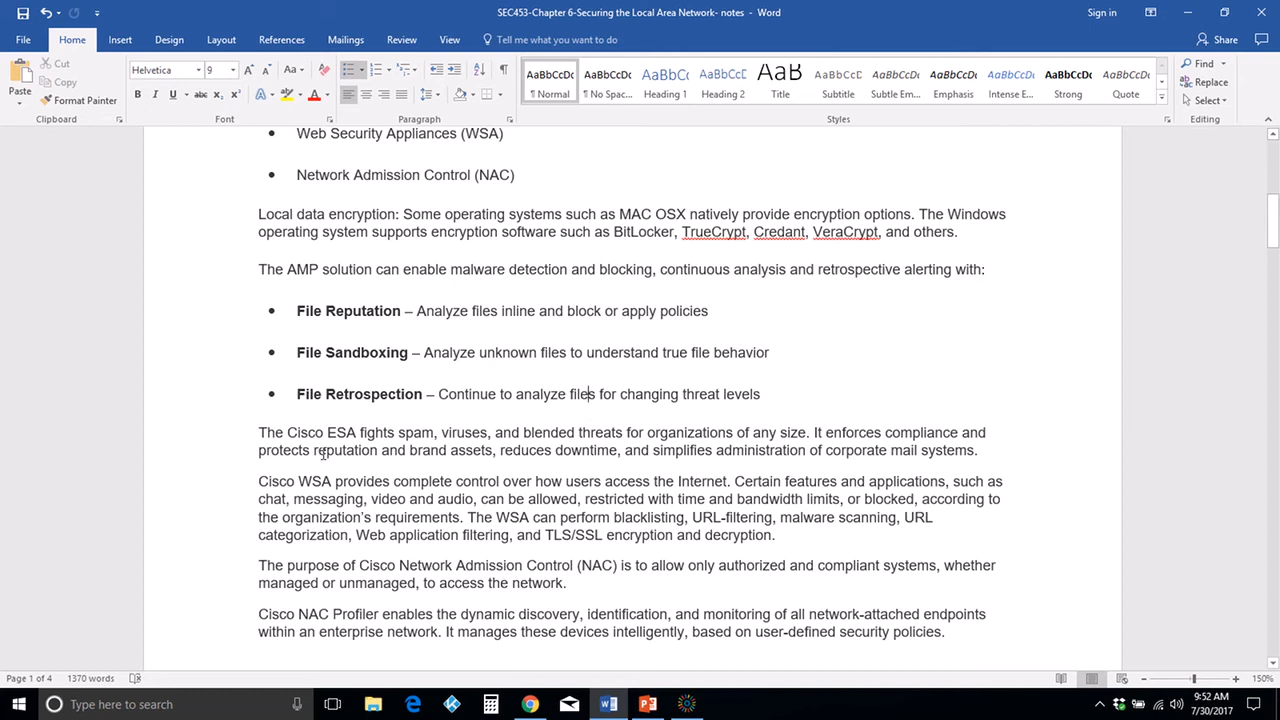 SEC453-Chapter 6-Securing the Local Area Network- notes - Word
Sign in
File Home Insert Design Layout References Mailings Review View Tell me what you want to do Share
Paste
Cut
Copy
Format Painter
Helvetica 9
Aa
B I U abc X₂ X² A A
AaBbCcDc AaBbCcDc AaBbCc AaBbCcC AaB AaBbCcD AaBbCcDc AaBbCcDc AaBbCcDc AaBbCcDc AaBbCcDc
¶ Normal ¶ No Spac... Heading 1 Heading 2 Title Subtitle Subtle Em... Emphasis Intense E... Strong Quote
Find
Replace
Select
Clipboard Font Paragraph Styles Editing
• Web Security Appliances (WSA)
• Network Admission Control (NAC)
Local data encryption: Some operating systems such as MAC OSX natively provide encryption options. The Windows
operating system supports encryption software such as BitLocker, TrueCrypt, Credant, VeraCrypt, and others.
The AMP solution can enable malware detection and blocking, continuous analysis and retrospective alerting with:
• File Reputation – Analyze files inline and block or apply policies
• File Sandboxing – Analyze unknown files to understand true file behavior
• File Retrospection – Continue to analyze files for changing threat levels
The Cisco ESA fights spam, viruses, and blended threats for organizations of any size. It enforces compliance and
protects reputation and brand assets, reduces downtime, and simplifies administration of corporate mail systems.
Cisco WSA provides complete control over how users access the Internet. Certain features and applications, such as
chat, messaging, video and audio, can be allowed, restricted with time and bandwidth limits, or blocked, according to
the organization's requirements. The WSA can perform blacklisting, URL-filtering, malware scanning, URL
categorization, Web application filtering, and TLS/SSL encryption and decryption.
The purpose of Cisco Network Admission Control (NAC) is to allow only authorized and compliant systems, whether
managed or unmanaged, to access the network.
Cisco NAC Profiler enables the dynamic discovery, identification, and monitoring of all network-attached endpoints
within an enterprise network. It manages these devices intelligently, based on user-defined security policies.
Page 1 of 4 1370 words 150%
Type here to search
9:52 AM
7/30/2017